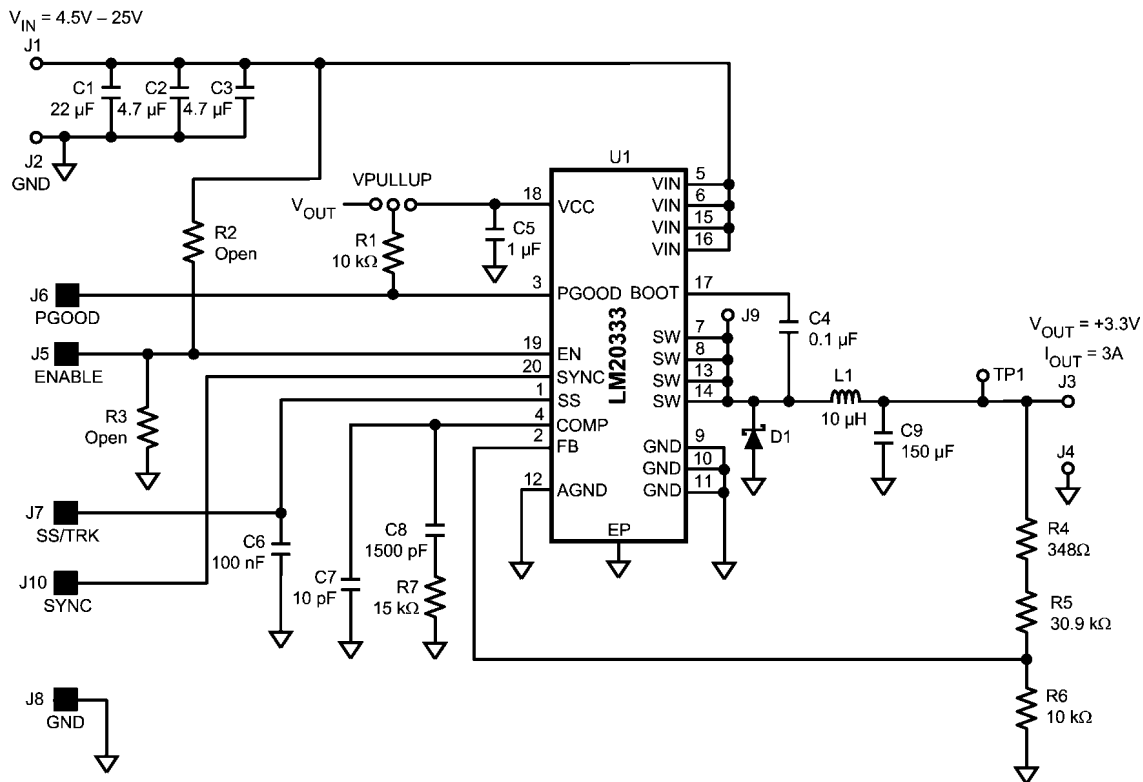 V_IN = 4.5V – 25V
J1
C1
22 µF
C2
4.7 µF
C3
4.7 µF
J2
GND
U1
VPULLUP
V_OUT
18
VCC
C5
1 µF
R1
10 kΩ
R2
Open
J6
PGOOD
3
PGOOD
J5
ENABLE
19
EN
20
SYNC
1
SS
4
COMP
2
FB
12
AGND
EP
LM20333
VIN
5
VIN
6
VIN
15
VIN
16
BOOT
17
SW
7
SW
8
SW
13
SW
14
GND
9
GND
10
GND
11
J9
C4
0.1 µF
V_OUT = +3.3V
I_OUT = 3A
TP1
J3
L1
10 µH
D1
C9
150 µF
J4
R3
Open
J7
SS/TRK
C6
100 nF
C7
10 pF
C8
1500 pF
R7
15 kΩ
J10
SYNC
R4
348Ω
R5
30.9 kΩ
R6
10 kΩ
J8
GND